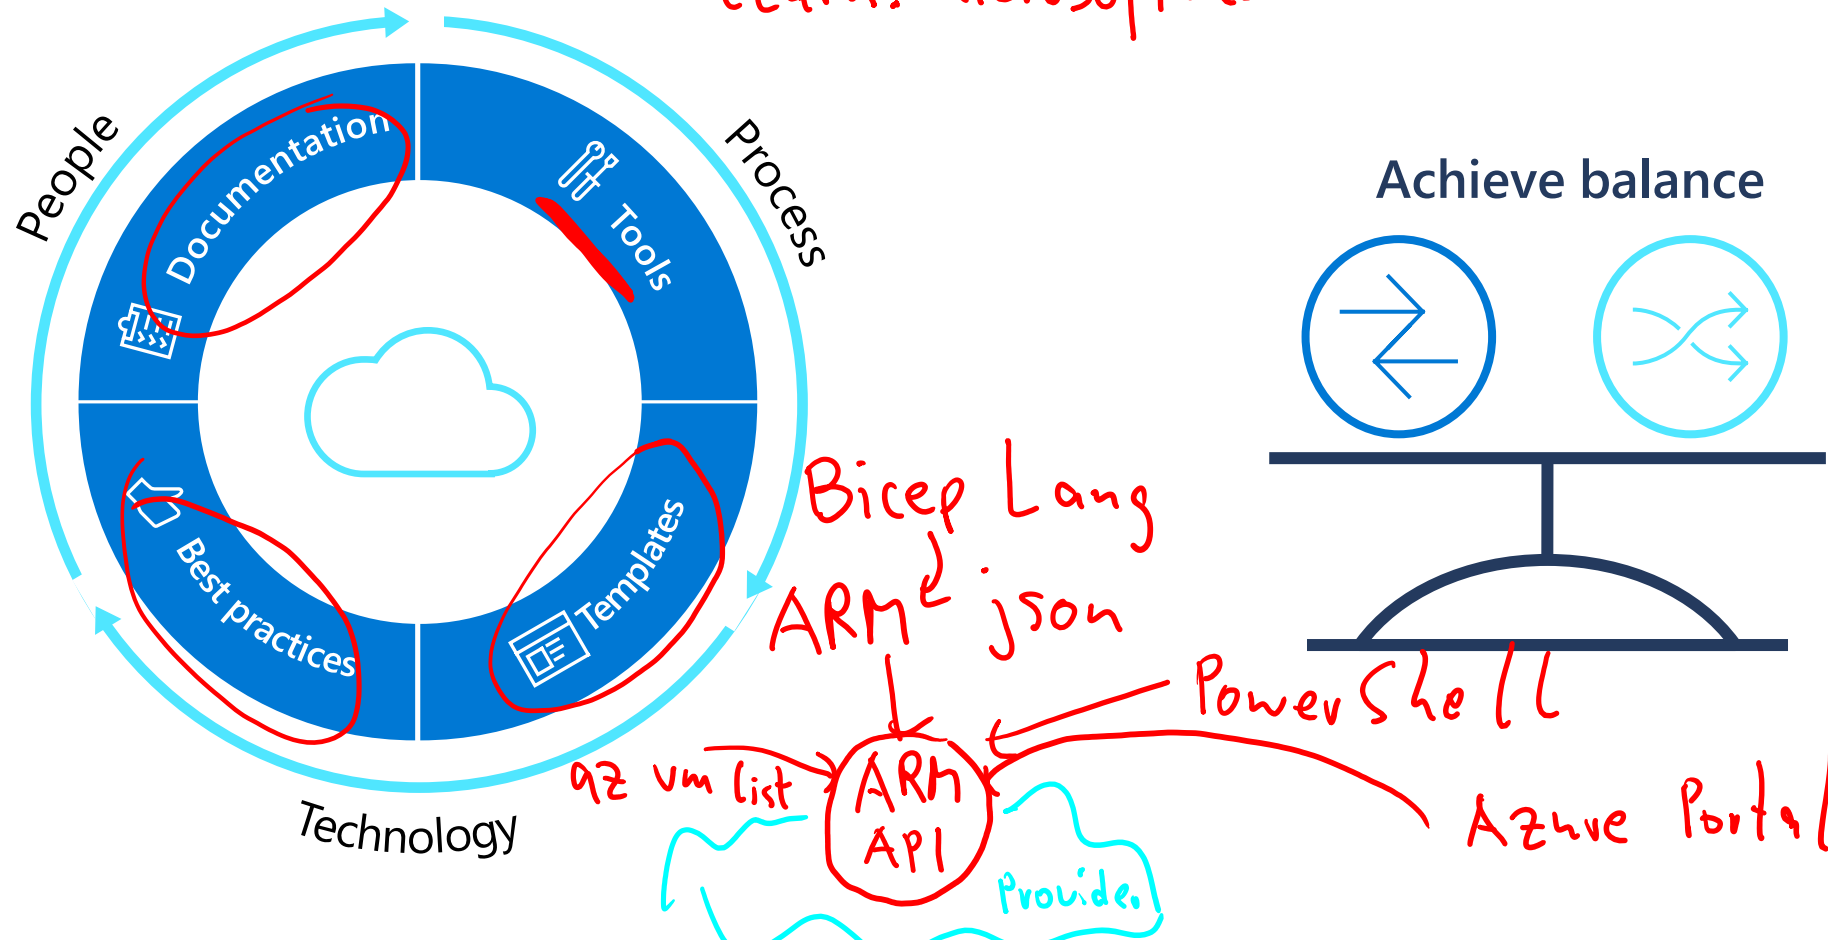 People
Process
Documentation
Tools
Best practices
Templates
Technology
Achieve balance
Bicep Lang
ARM json
PowerShell
az vm list
ARM
API
Azure Portal